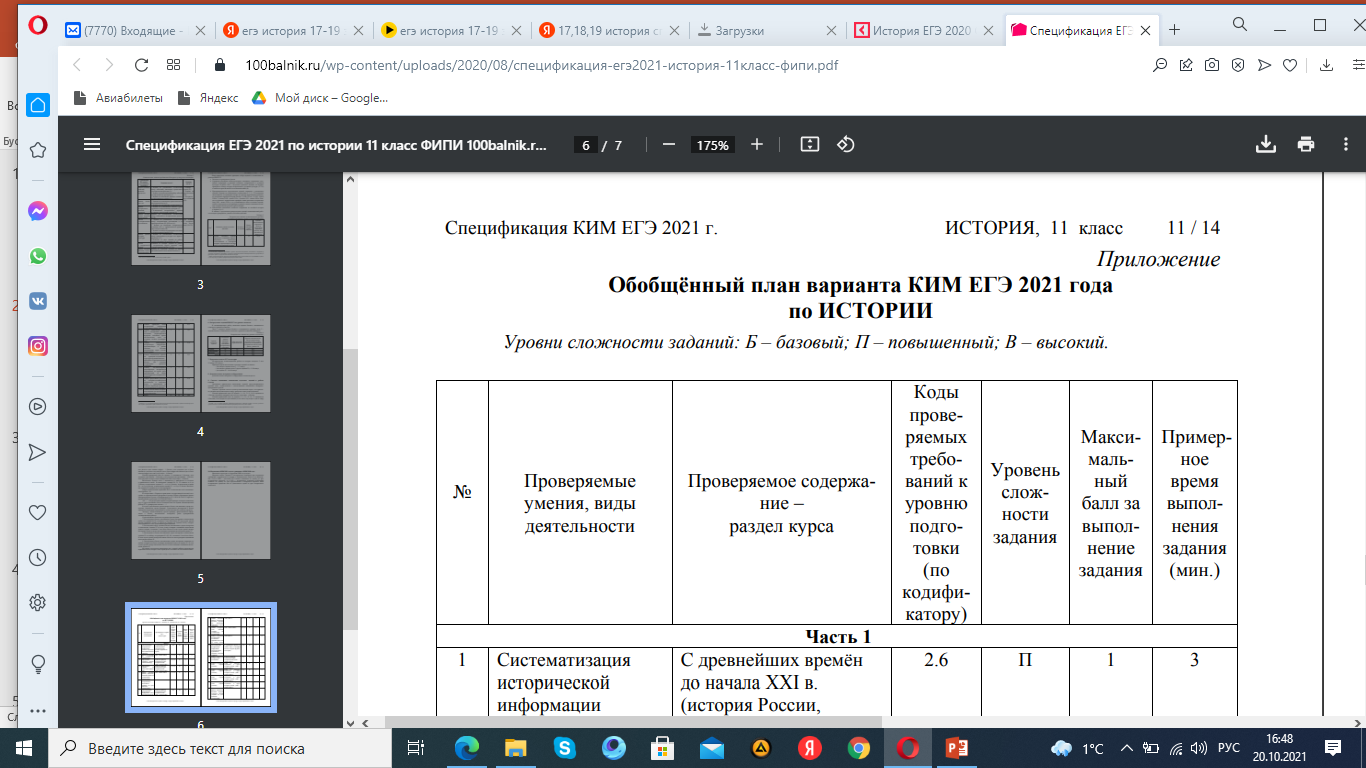 (7770) Входящие -
егэ история 17-19
егэ история 17-19
17,18,19 история с
Загрузки
История ЕГЭ 2020
Спецификация ЕГЭ
100balnik.ru/wp-content/uploads/2020/08/спецификация-егэ2021-история-11класс-фипи.pdf
Авиабилеты
Яндекс
Мой диск – Google...
Спецификация ЕГЭ 2021 по истории 11 класс ФИПИ 100balnik.r...
6 / 7
175%
3
4
5
6
Спецификация КИМ ЕГЭ 2021 г.
ИСТОРИЯ, 11 класс
11 / 14
Приложение
Обобщённый план варианта КИМ ЕГЭ 2021 года
по ИСТОРИИ
Уровни сложности заданий: Б – базовый; П – повышенный; В – высокий.
№
Проверяемые
умения, виды
деятельности
Проверяемое содержа-
ние –
раздел курса
Коды
прове-
ряемых
требо-
ваний к
уровню
подго-
товки
(по
кодифи-
катору)
Уровень
слож-
ности
задания
Макси-
маль-
ный
балл за
выпол-
нение
задания
Пример-
ное
время
выпол-
нения
задания
(мин.)
Часть 1
1
Систематизация
исторической
информации
С древнейших времён
до начала XXI в.
(история России,
2.6
П
1
3
Введите здесь текст для поиска
1°C
РУС
16:48
20.10.2021